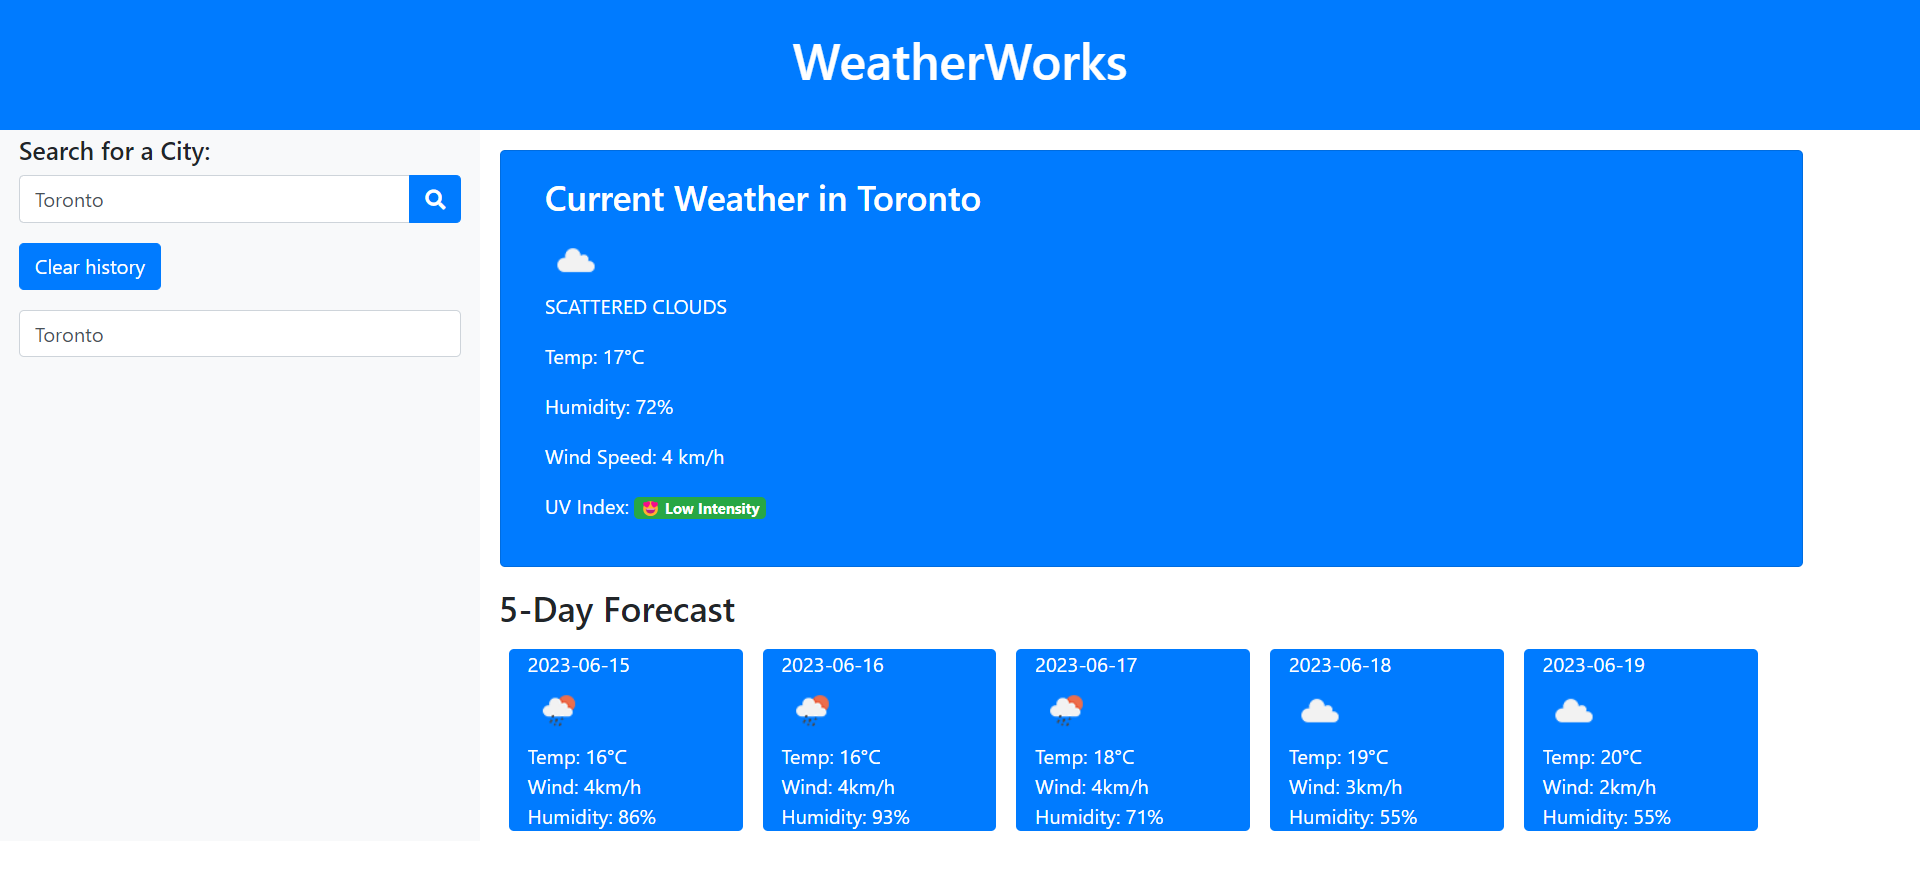 WeatherWorks
Search for a City:
Toronto
Clear history
Toronto
Current Weather in Toronto
SCATTERED CLOUDS
Temp: 17°C
Humidity: 72%
Wind Speed: 4 km/h
UV Index: 😍 Low Intensity
5-Day Forecast
2023-06-15
Temp: 16°C
Wind: 4km/h
Humidity: 86%
2023-06-16
Temp: 16°C
Wind: 4km/h
Humidity: 93%
2023-06-17
Temp: 18°C
Wind: 4km/h
Humidity: 71%
2023-06-18
Temp: 19°C
Wind: 3km/h
Humidity: 55%
2023-06-19
Temp: 20°C
Wind: 2km/h
Humidity: 55%